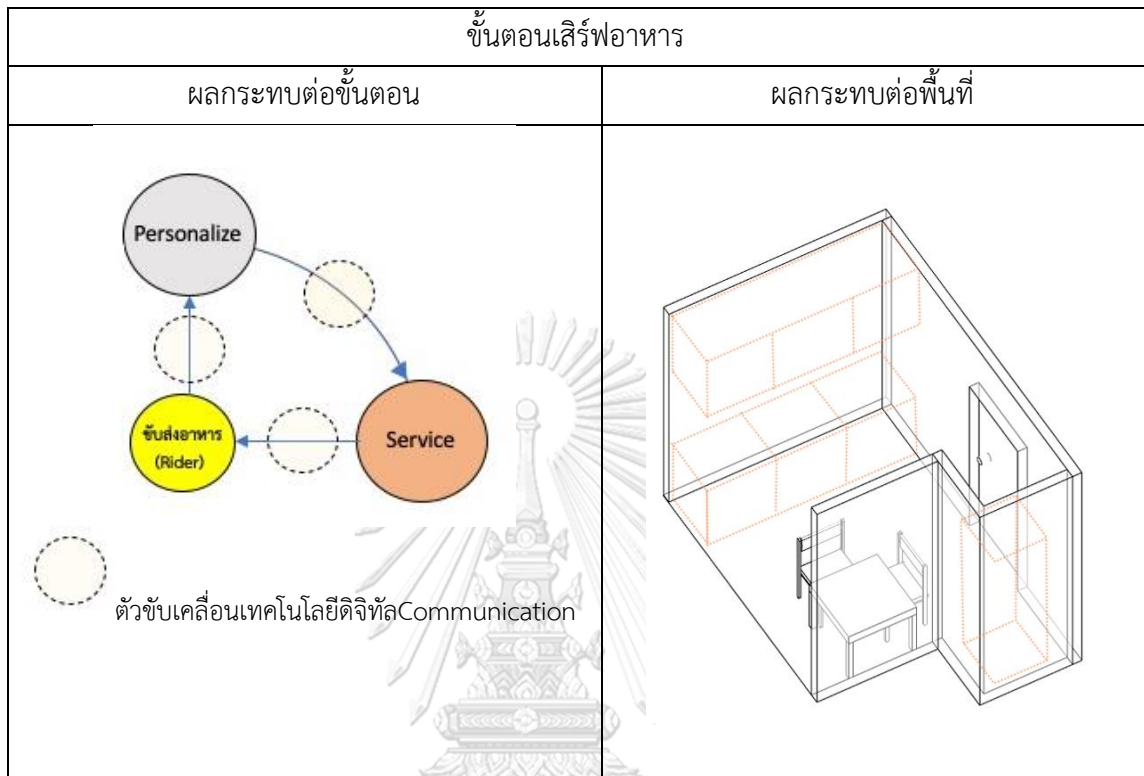 ขั้นตอนเสิร์ฟอาหาร
ผลกระทบต่อขั้นตอน
ผลกระทบต่อพื้นที่
Personalize
ขับส่งอาหาร
(Rider)
Service
ตัวขับเคลื่อนเทคโนโลยีดิจิทัลCommunication